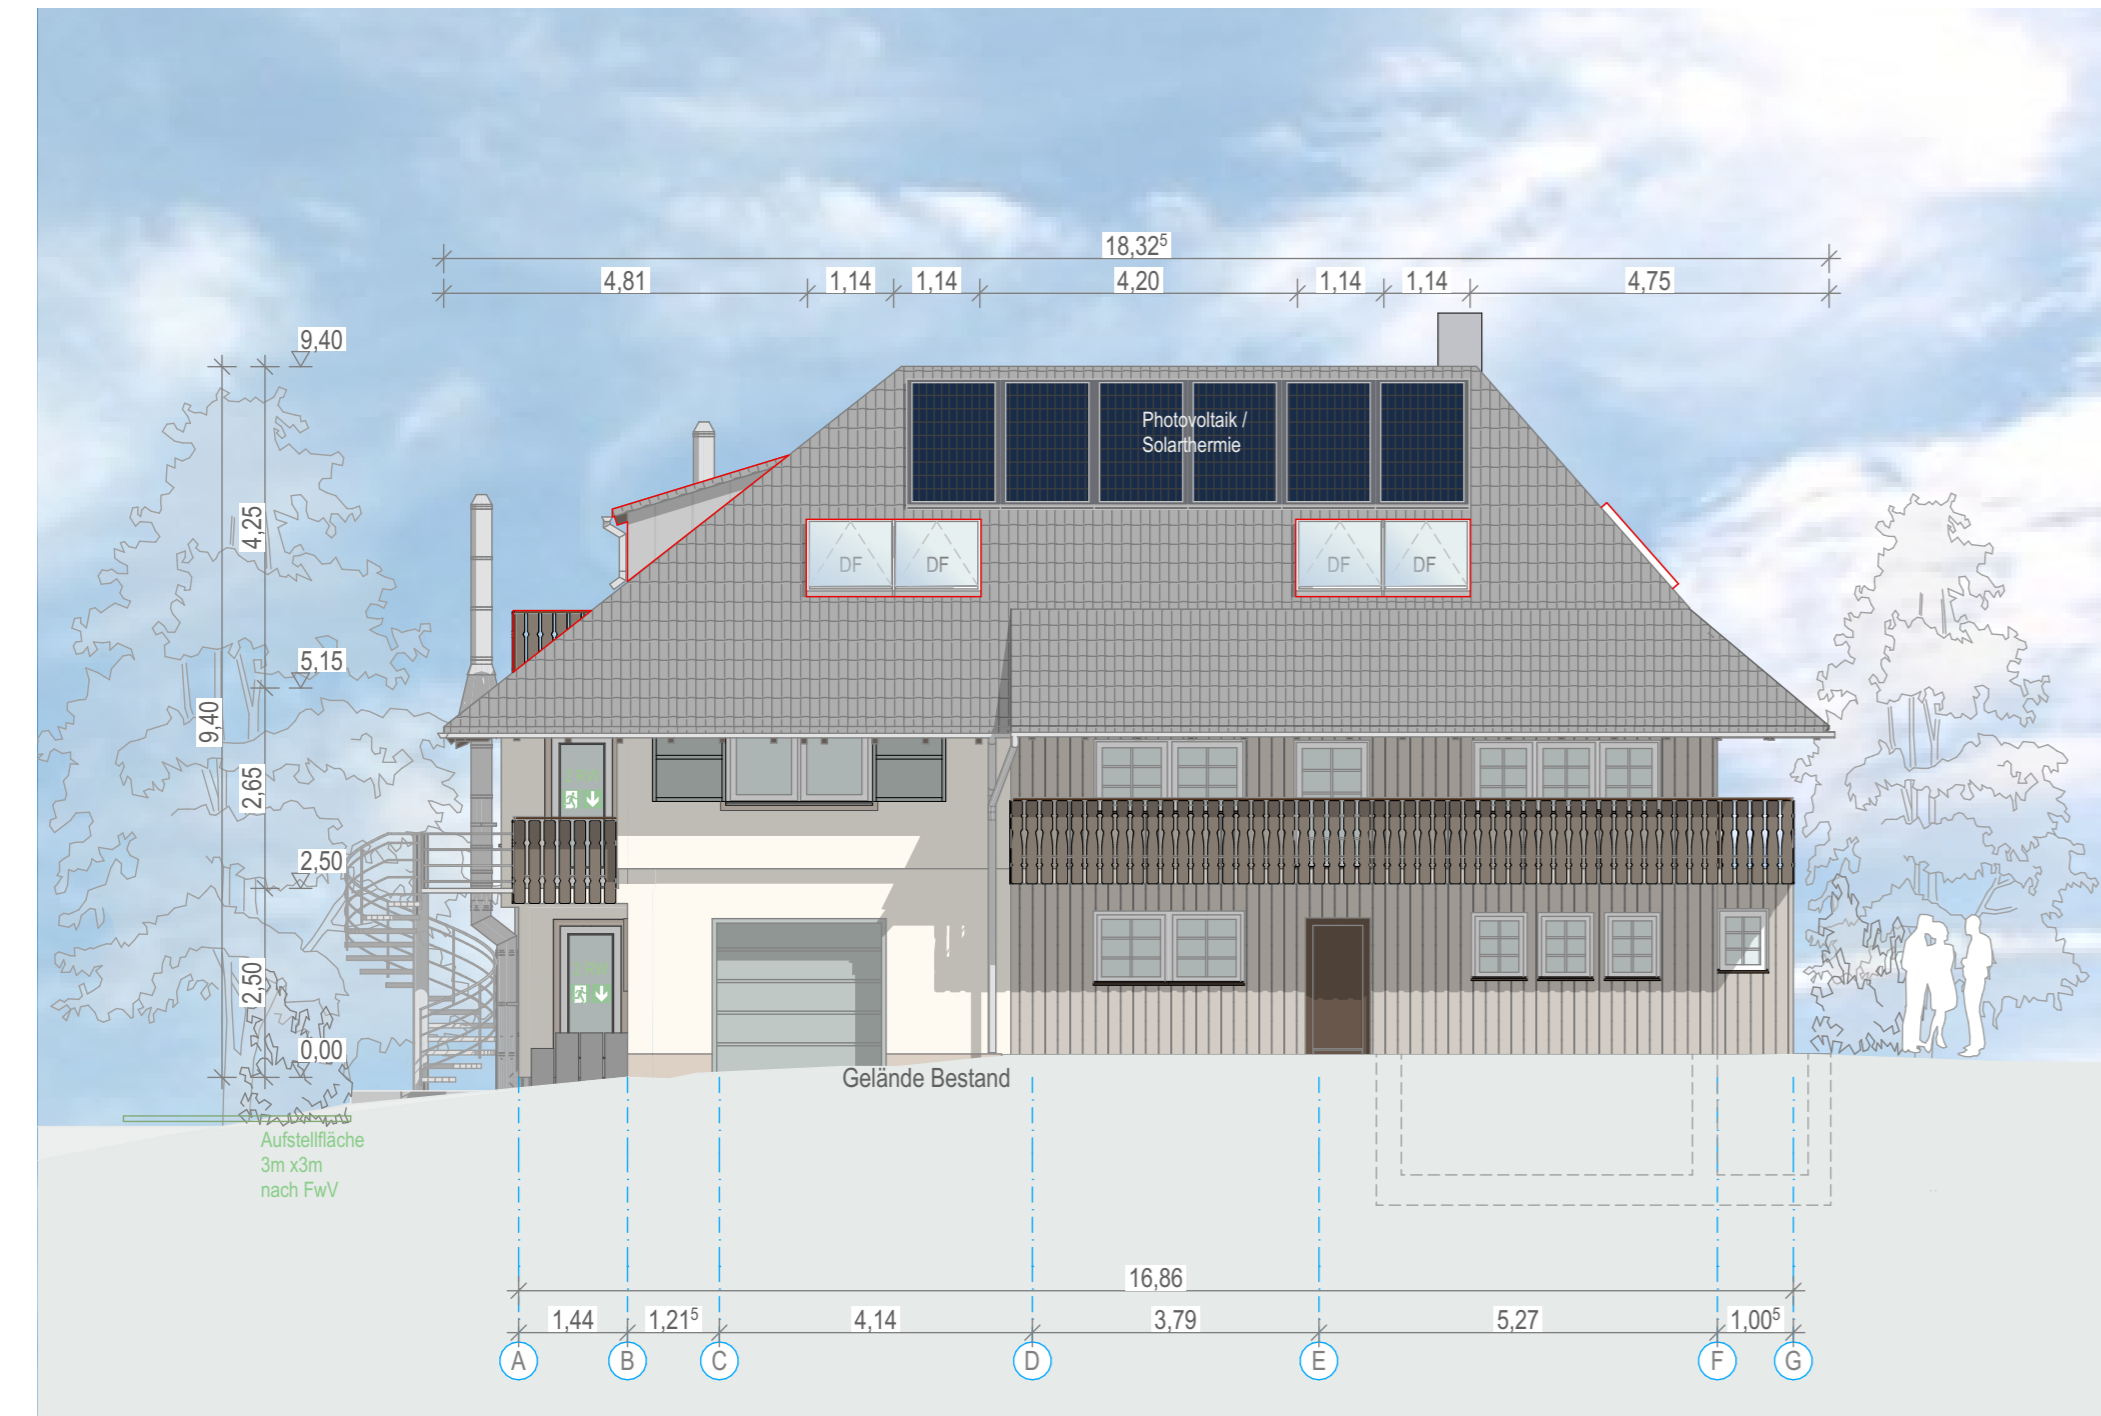 18,32⁵
4,81 1,14 1,14 4,20 1,14 1,14 4,75
9,40
Photovoltaik /
Solarthermie
4,25
DF DF DF DF
5,15
9,40
2,65
2,50
2,50
0,00
Gelände Bestand
Aufstellfläche
3m x3m
nach FwV
16,86
1,44 1,21⁵ 4,14 3,79 5,27 1,00⁵
A B C D E F G